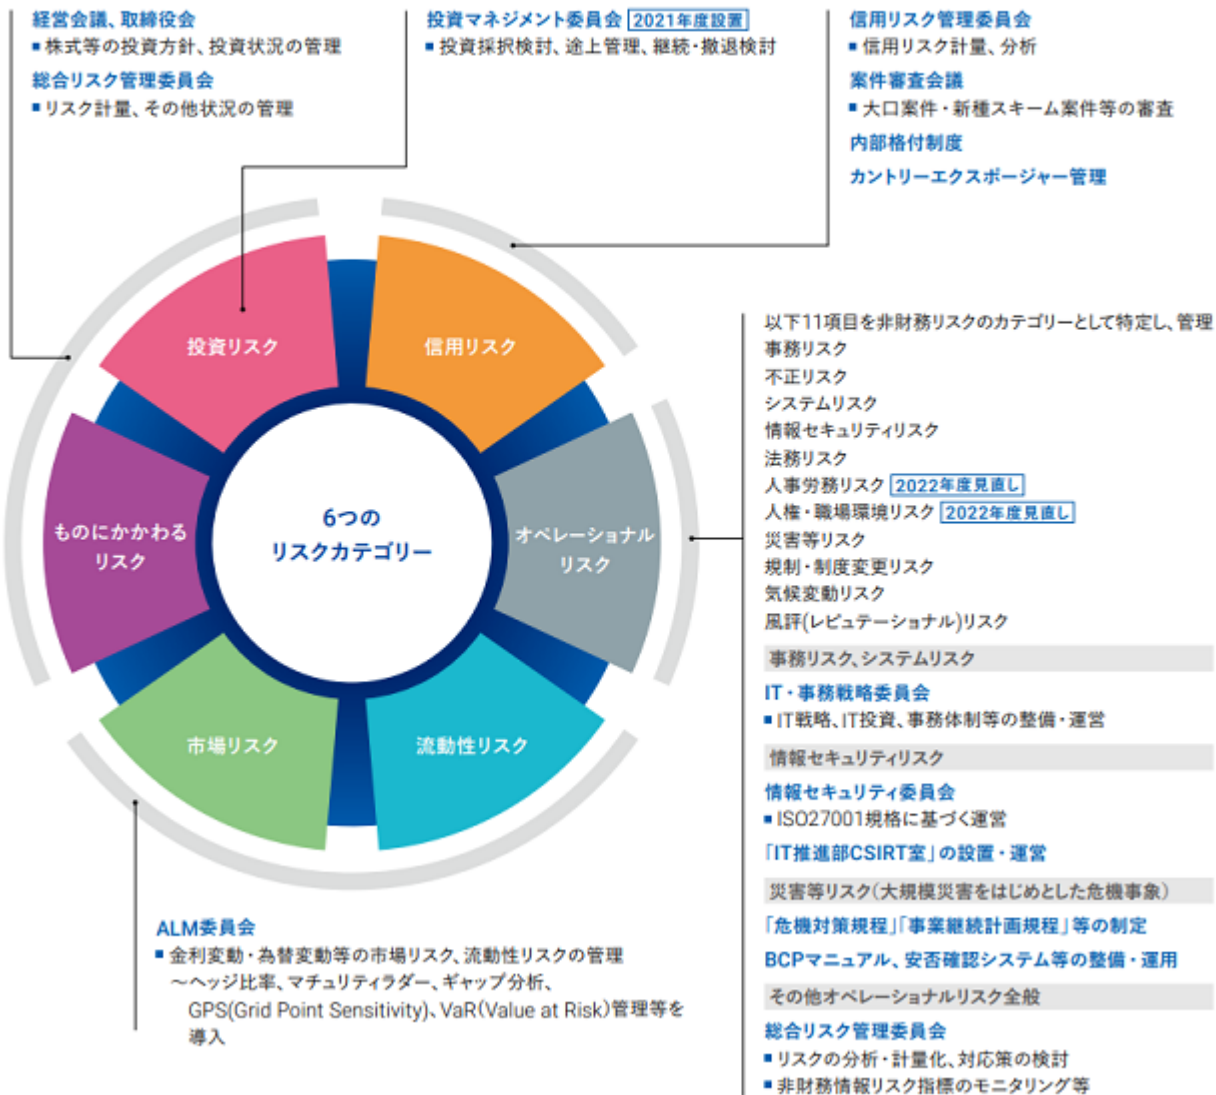 経営会議、取締役会
■ 株式等の投資方針、投資状況の管理
総合リスク管理委員会
■ リスク計量、その他状況の管理
投資マネジメント委員会 2021年度設置
■ 投資採択検討、途上管理、継続・撤退検討
信用リスク管理委員会
■ 信用リスク計量、分析
案件審査会議
■ 大口案件・新種スキーム案件等の審査
内部格付制度
カントリーエクスポージャー管理
投資リスク
信用リスク
ものにかかわる
リスク
6つの
リスクカテゴリー
オペレーショナル
リスク
市場リスク
流動性リスク
以下11項目を非財務リスクのカテゴリーとして特定し、管理
事務リスク
不正リスク
システムリスク
情報セキュリティリスク
法務リスク
人事労務リスク 2022年度見直し
人権・職場環境リスク 2022年度見直し
災害等リスク
規制・制度変更リスク
気候変動リスク
風評(レピュテーショナル)リスク
事務リスク、システムリスク
IT・事務戦略委員会
■ IT戦略、IT投資、事務体制等の整備・運営
情報セキュリティリスク
情報セキュリティ委員会
■ ISO27001規格に基づく運営
「IT推進部CSIRT室」の設置・運営
災害等リスク(大規模災害をはじめとした危機事象)
「危機対策規程」「事業継続計画規程」等の制定
BCPマニュアル、安否確認システム等の整備・運用
その他オペレーショナルリスク全般
総合リスク管理委員会
■ リスクの分析・計量化、対応策の検討
■ 非財務情報リスク指標のモニタリング等
ALM委員会
■ 金利変動・為替変動等の市場リスク、流動性リスクの管理
～ヘッジ比率、マチュリティラダー、ギャップ分析、
GPS(Grid Point Sensitivity)、VaR(Value at Risk)管理等を
導入